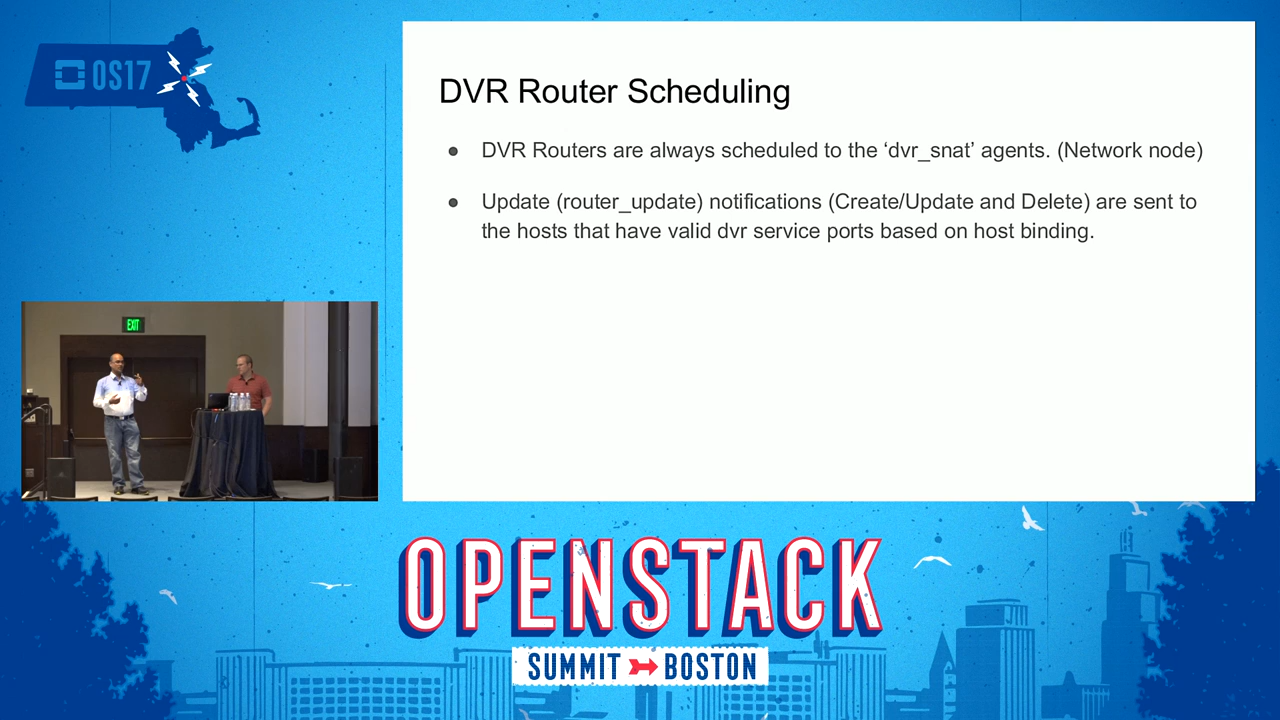 OS17
DVR Router Scheduling
● DVR Routers are always scheduled to the ‘dvr_snat’ agents. (Network node)
● Update (router_update) notifications (Create/Update and Delete) are sent to
the hosts that have valid dvr service ports based on host binding.
EXIT
OPENSTACK
SUMMIT BOSTON